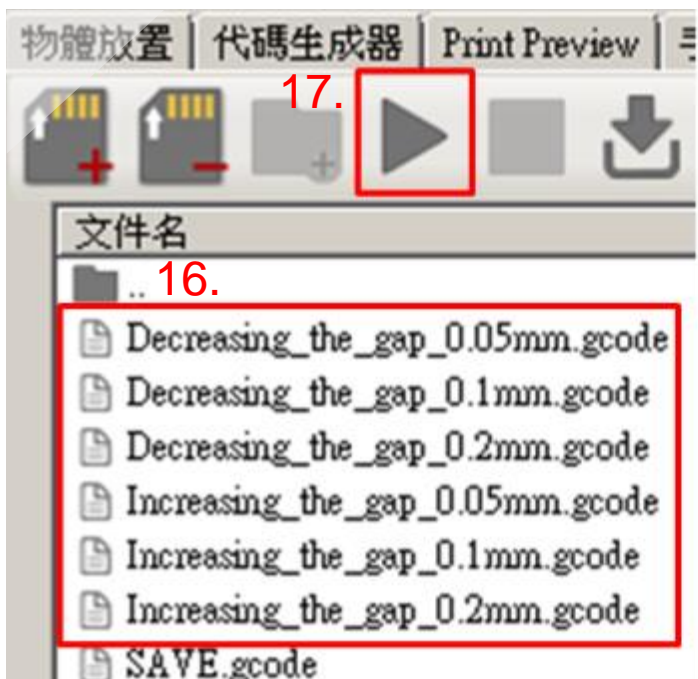 物體放置 代碼生成器 Print Preview
17.
文件名
.. 16.
Decreasing_the_gap_0.05mm.gcode
Decreasing_the_gap_0.1mm.gcode
Decreasing_the_gap_0.2mm.gcode
Increasing_the_gap_0.05mm.gcode
Increasing_the_gap_0.1mm.gcode
Increasing_the_gap_0.2mm.gcode
SAVE.gcode